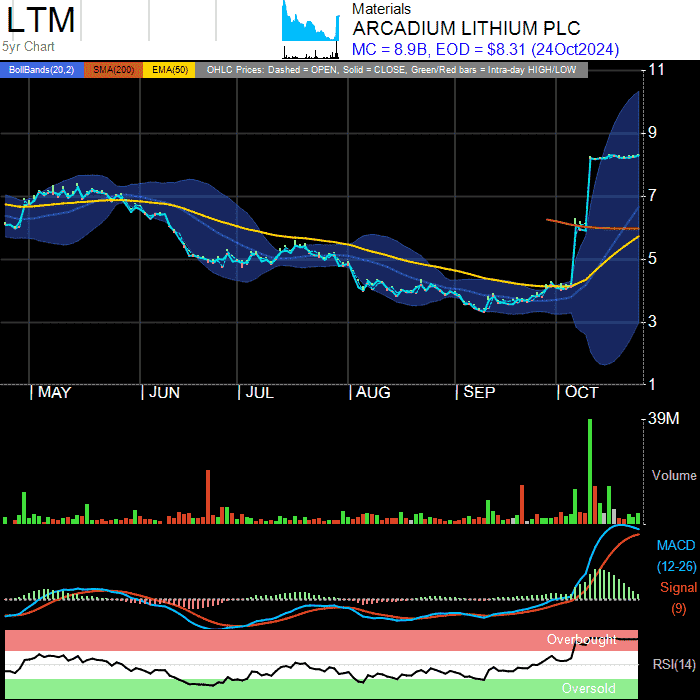 LTM
5yr Chart
Materials
ARCADIUM LITHIUM PLC
MC = 8.9B, EOD = $8.31 (24Oct2024)
BollBands(20,2) SMA(200) EMA(50) OHLC Prices: Dashed = OPEN, Solid = CLOSE, Green/Red bars = Intra-day HIGH/LOW
11
9
7
5
3
1
MAY JUN JUL AUG SEP OCT
39M
Volume
MACD
(12-26)
Signal
(9)
Overbought
RSI(14)
Oversold